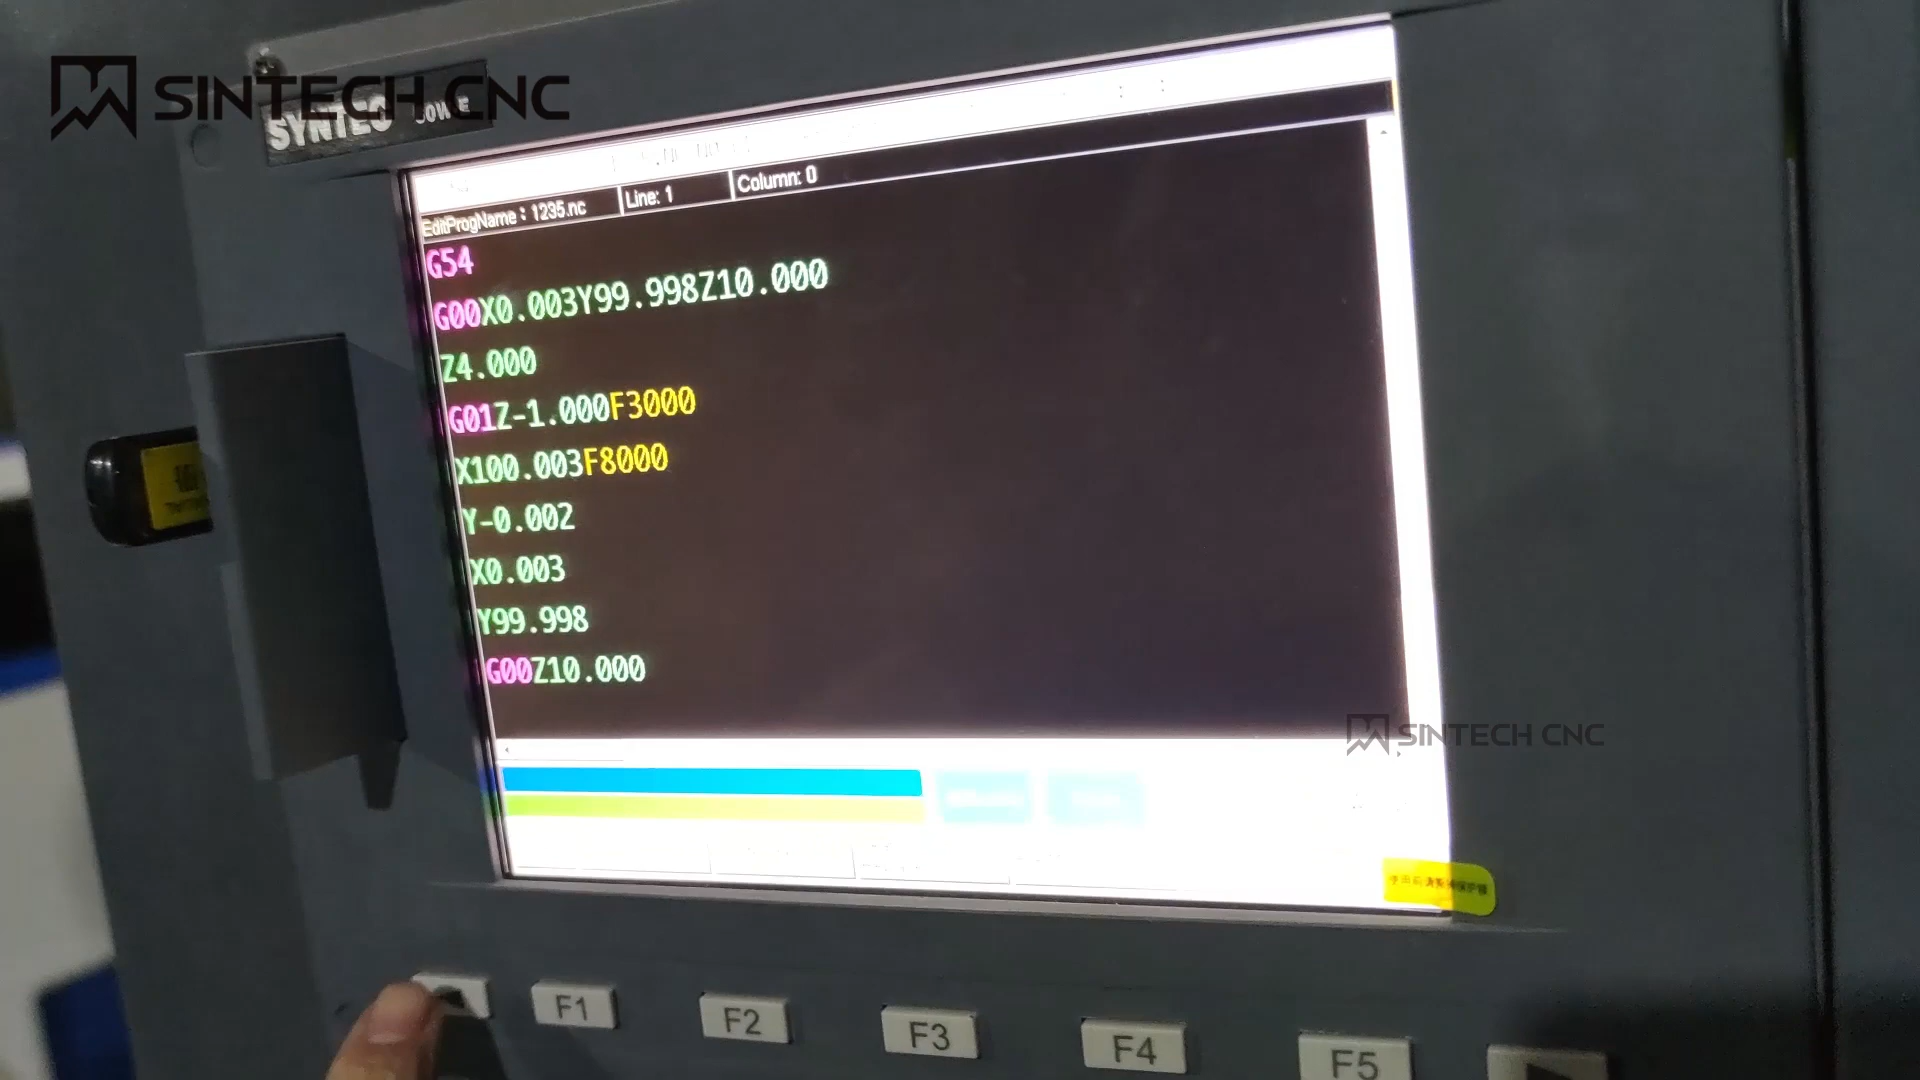 SINTECH CNC
SYNTEC
EditProgName : 1235.nc Line: 1 Column: 0
G54
G00X0.003Y99.998Z10.000
Z4.000
G01Z-1.000F3000
X100.003F8000
Y-0.002
X0.003
Y99.998
G00Z10.000
SINTECH CNC
F1 F2 F3 F4 F5